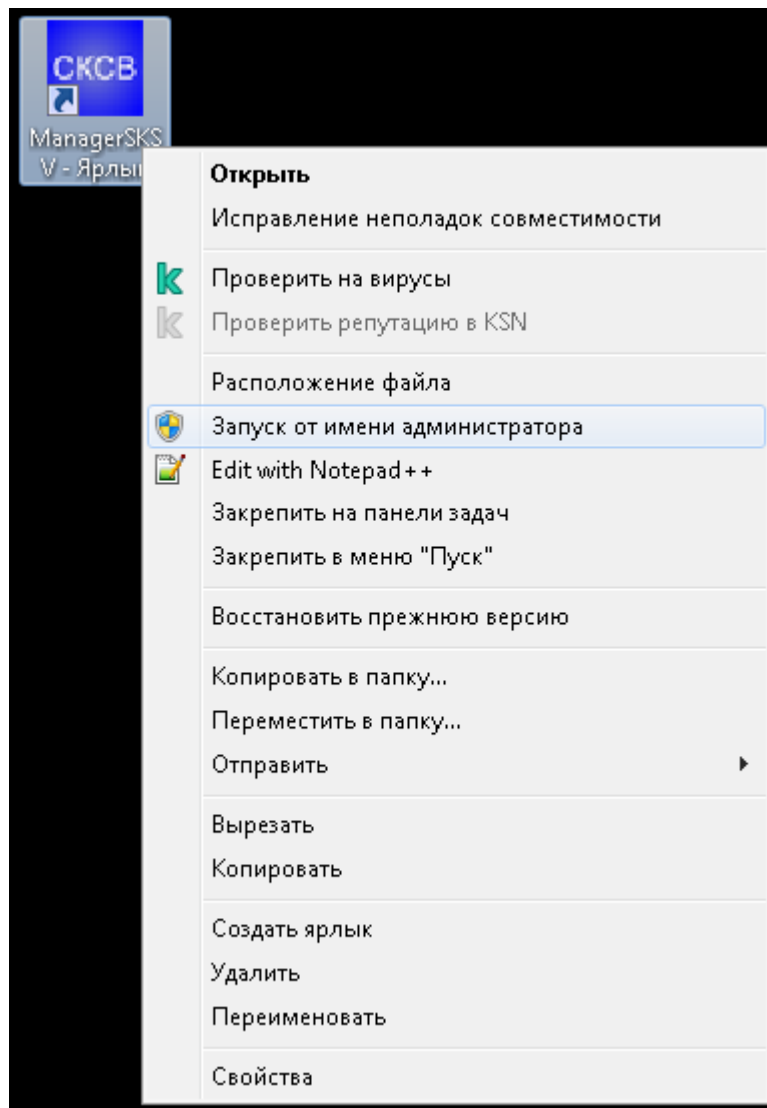 СКСВ
ManagerSKS
V - Ярлы
Открыть
Исправление неполадок совместимости
Проверить на вирусы
Проверить репутацию в KSN
Расположение файла
Запуск от имени администратора
Edit with Notepad++
Закрепить на панели задач
Закрепить в меню "Пуск"
Восстановить прежнюю версию
Копировать в папку...
Переместить в папку...
Отправить
Вырезать
Копировать
Создать ярлык
Удалить
Переименовать
Свойства